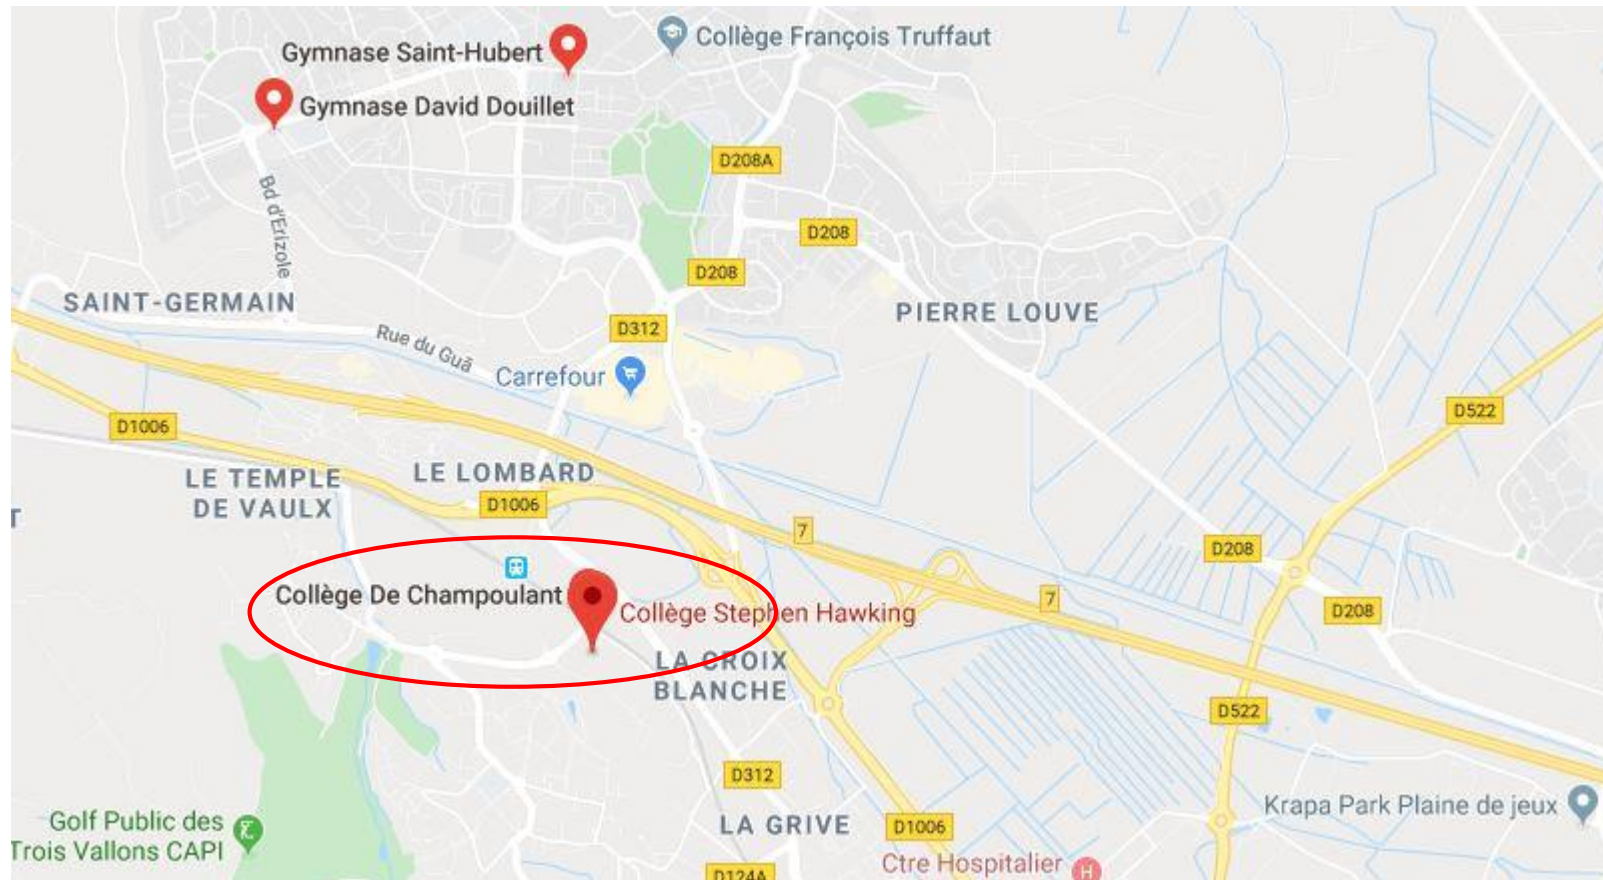 Gymnase Saint-Hubert
Collège François Truffaut
Gymnase David Douillet
D208A
Bd d'Erizole
D208
D208
SAINT-GERMAIN
PIERRE LOUVE
D312
Rue du Guã
Carrefour
D522
D1006
LE TEMPLE
DE VAULX
LE LOMBARD
D1006
T
7
D208
Collège De Champoulant
Collège Stephen Hawking
7
D208
LA CROIX
BLANCHE
D522
D312
Krapa Park Plaine de jeux
Golf Public des
Trois Vallons CAPI
LA GRIVE
D1006
Ctre Hospitalier
H
D124A